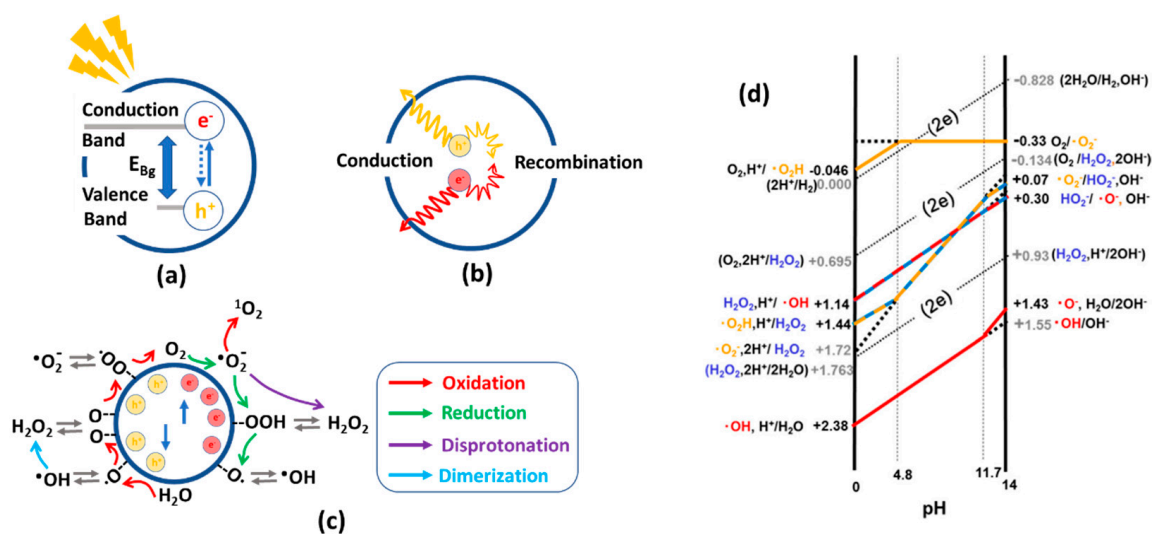 Conduction
Band
e⁻
E_Bg
Valence
Band
h⁺
(a)
(b)
h⁺
Conduction
Recombination
e⁻
(c)
¹O₂
•O₂⁻
O
O
O₂
•O₂⁻
h⁺
h⁺
e⁻
e⁻
e⁻
e⁻
H₂O₂
O
O
h⁺
h⁺
OOH
H₂O₂
•OH
•O
H₂O
O•
•OH
Oxidation
Reduction
Disprotonation
Dimerization
(d)
O₂,H⁺/ •O₂H -0.046
(2H⁺/H₂) 0.000
(O₂,2H⁺/H₂O₂) +0.695
H₂O₂,H⁺/ •OH +1.14
•O₂H,H⁺/H₂O₂ +1.44
•O₂⁻,2H⁺/ H₂O₂ +1.72
(H₂O₂,2H⁺/2H₂O) +1.763
•OH, H⁺/H₂O +2.38
(2e)
(2e)
(2e)
-0.828 (2H₂O/H₂,OH⁻)
-0.33 O₂/ •O₂⁻
-0.134 (O₂ /H₂O₂,2OH⁻)
+0.07 •O₂⁻/HO₂⁻,OH⁻
+0.30 HO₂⁻/ •O⁻, OH⁻
+0.93 (H₂O₂,H⁺/2OH⁻)
+1.43 •O⁻, H₂O/2OH⁻
+1.55 •OH/OH⁻
0 4.8 11.7 14
pH